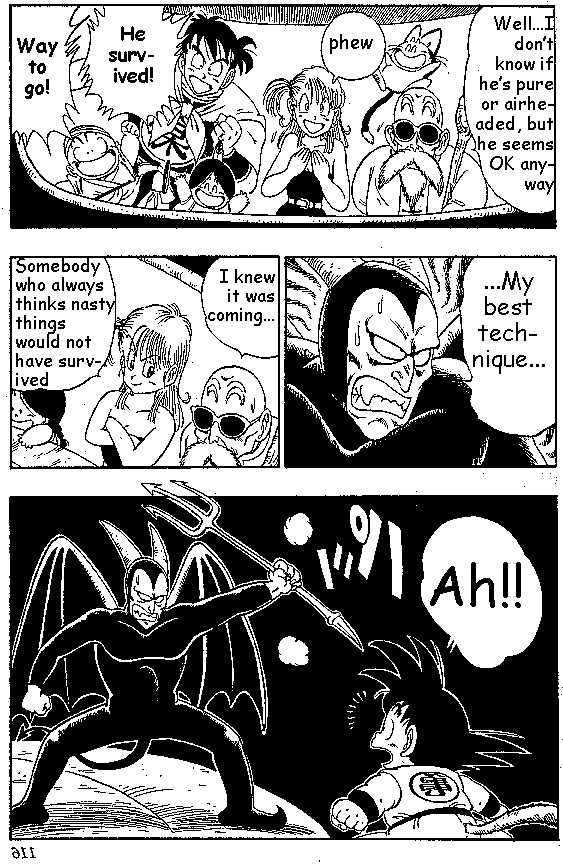 Way
to
go!
He
surv-
ived!
phew
Well...I
don't
know if
he's pure
or airhe-
aded, but
he seems
OK any-
way
Somebody
who always
thinks nasty
things
would not
have surv-
ived
I knew
it was
coming...
...My
best
tech-
nique...
Ah!!
116